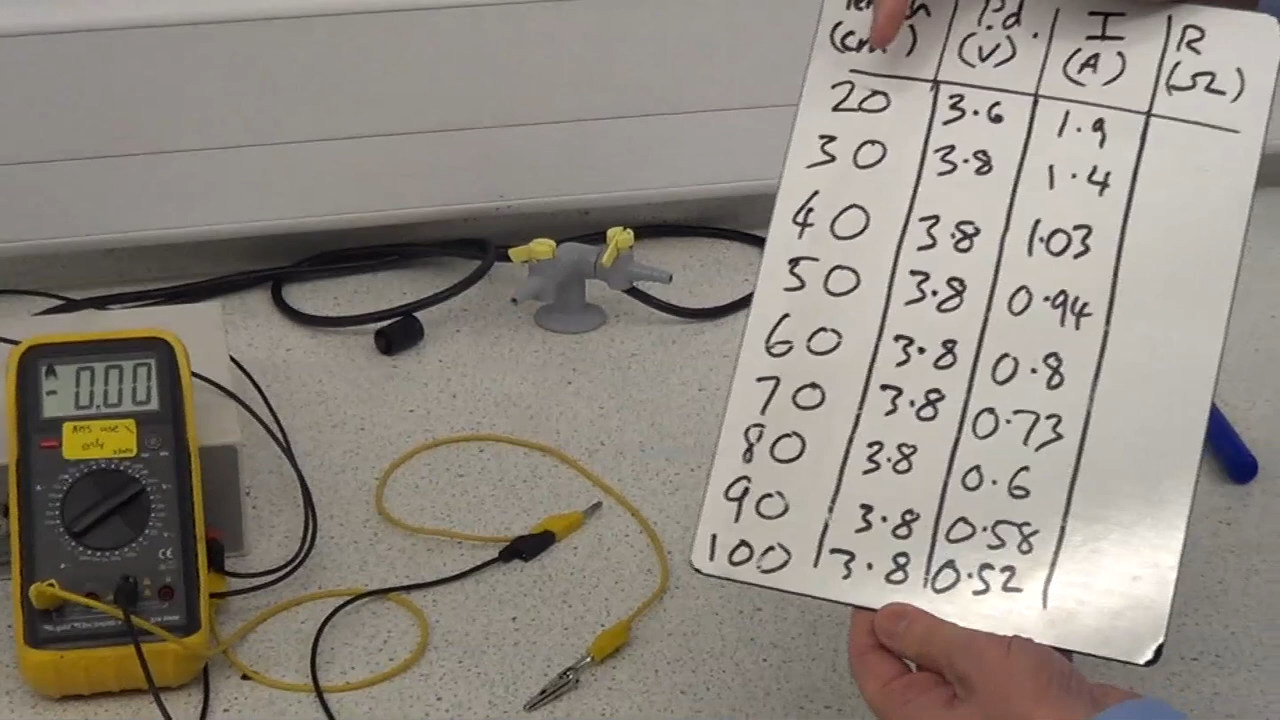 length P.d. I R
(cm) (V) (A) (Ω)
20 3.6 1.9
30 3.8 1.4
40 3.8 1.03
50 3.8 0.94
60 3.8 0.8
70 3.8 0.73
80 3.8 0.6
90 3.8 0.58
100 3.8 0.52
A
-0.00
only
CE